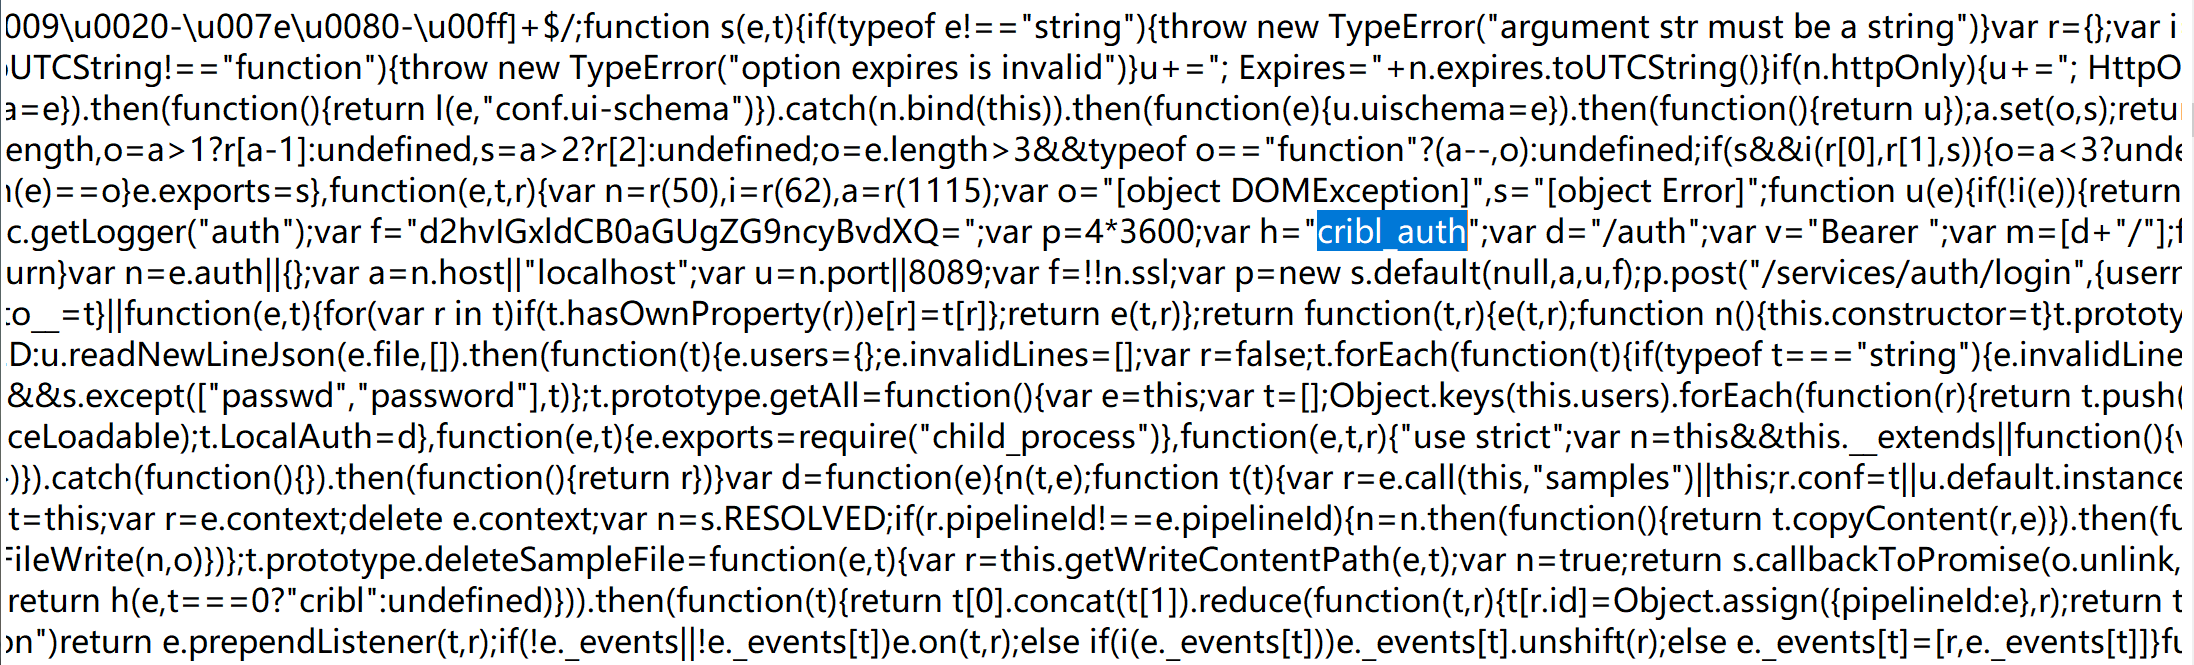 009\u0020-\u007e\u0080-\u00ff]+$/;function s(e,t){if(typeof e!=="string"){throw new TypeError("argument str must be a string")}var r={};var i
UTCString!=="function"){throw new TypeError("option expires is invalid")}u+="; Expires="+n.expires.toUTCString()}if(n.httpOnly){u+="; HttpO
a=e}).then(function(){return l(e,"conf.ui-schema")}).catch(n.bind(this)).then(function(e){u.uischema=e}).then(function(){return u});a.set(o,s);retu
ength,o=a>1?r[a-1]:undefined,s=a>2?r[2]:undefined;o=e.length>3&&typeof o=="function"?(a--,o):undefined;if(s&&i(r[0],r[1],s)){o=a<3?unde
(e)==o}e.exports=s},function(e,t,r){var n=r(50),i=r(62),a=r(1115);var o="[object DOMException]",s="[object Error]";function u(e){if(!i(e)){return
c.getLogger("auth");var f="d2hvIGxldCB0aGUgZG9ncyBvdXQ=";var p=4*3600;var h="cribl_auth";var d="/auth";var v="Bearer ";var m=[d+"/"];f
urn}var n=e.auth||{};var a=n.host||"localhost";var u=n.port||8089;var f=!!n.ssl;var p=new s.default(null,a,u,f);p.post("/services/auth/login",{usern
to__=t}||function(e,t){for(var r in t)if(t.hasOwnProperty(r))e[r]=t[r]};return e(t,r)};return function(t,r){e(t,r);function n(){this.constructor=t}t.prototy
D:u.readNewLineJson(e.file,[]).then(function(t){e.users={};e.invalidLines=[];var r=false;t.forEach(function(t){if(typeof t==="string"){e.invalidLine
&&s.except(["passwd","password"],t)};t.prototype.getAll=function(){var e=this;var t=[];Object.keys(this.users).forEach(function(r){return t.push(
ceLoadable);t.LocalAuth=d},function(e,t){e.exports=require("child_process")},function(e,t,r){"use strict";var n=this&&this.__extends||function(){v
)}).catch(function(){}).then(function(){return r})}var d=function(e){n(t,e);function t(t){var r=e.call(this,"samples")||this;r.conf=t||u.default.instance
t=this;var r=e.context;delete e.context;var n=s.RESOLVED;if(r.pipelineId!==e.pipelineId){n=n.then(function(){return t.copyContent(r,e)}).then(fu
FileWrite(n,o)})};t.prototype.deleteSampleFile=function(e,t){var r=this.getWriteContentPath(e,t);var n=true;return s.callbackToPromise(o.unlink,
return h(e,t===0?"cribl":undefined)})).then(function(t){return t[0].concat(t[1]).reduce(function(t,r){t[r.id]=Object.assign({pipelineId:e},r);return t
on")return e.prependListener(t,r);if(!e._events||!e._events[t])e.on(t,r);else if(i(e._events[t]))e._events[t].unshift(r);else e._events[t]=[r,e._events[t]]}fu